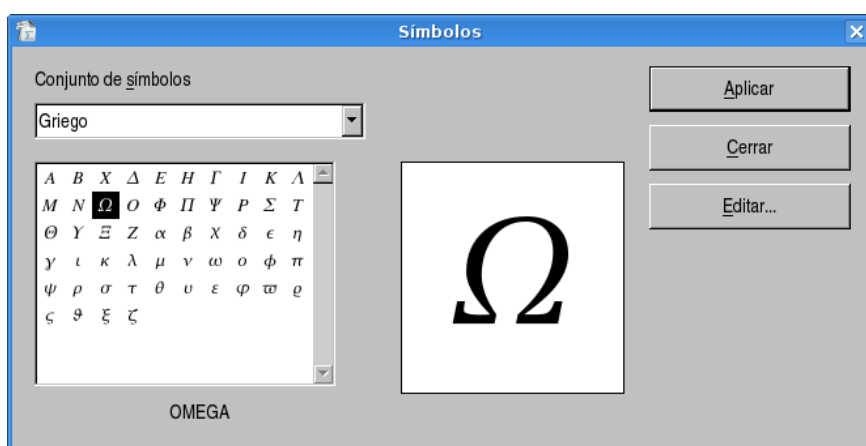 Símbolos
Conjunto de símbolos
Griego
Α Β Χ Δ Ε Η Γ Ι Κ Λ
Μ Ν Ω Ο Φ Π Ψ Ρ Σ Τ
Θ Υ Ξ Ζ α β χ δ ϵ η
γ ι κ λ μ ν ω ο ϕ π
ψ ρ σ τ θ υ ε φ ϖ ϱ
ς ϑ ξ ζ
OMEGA
Ω
Aplicar
Cerrar
Editar...